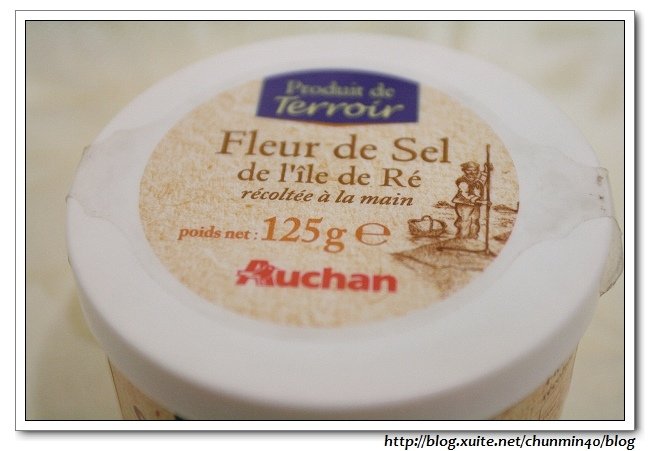 Produit de
Terroir
Fleur de Sel
de l'île de Ré
récoltée à la main
poids net : 125g ℮
Auchan
http://blog.xuite.net/chunmin40/blog